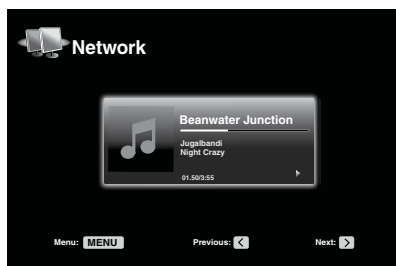 Network
Beanwater Junction
Jugalbandi
Night Crazy
01.50/3:55
Menu: MENU Previous: < Next: >